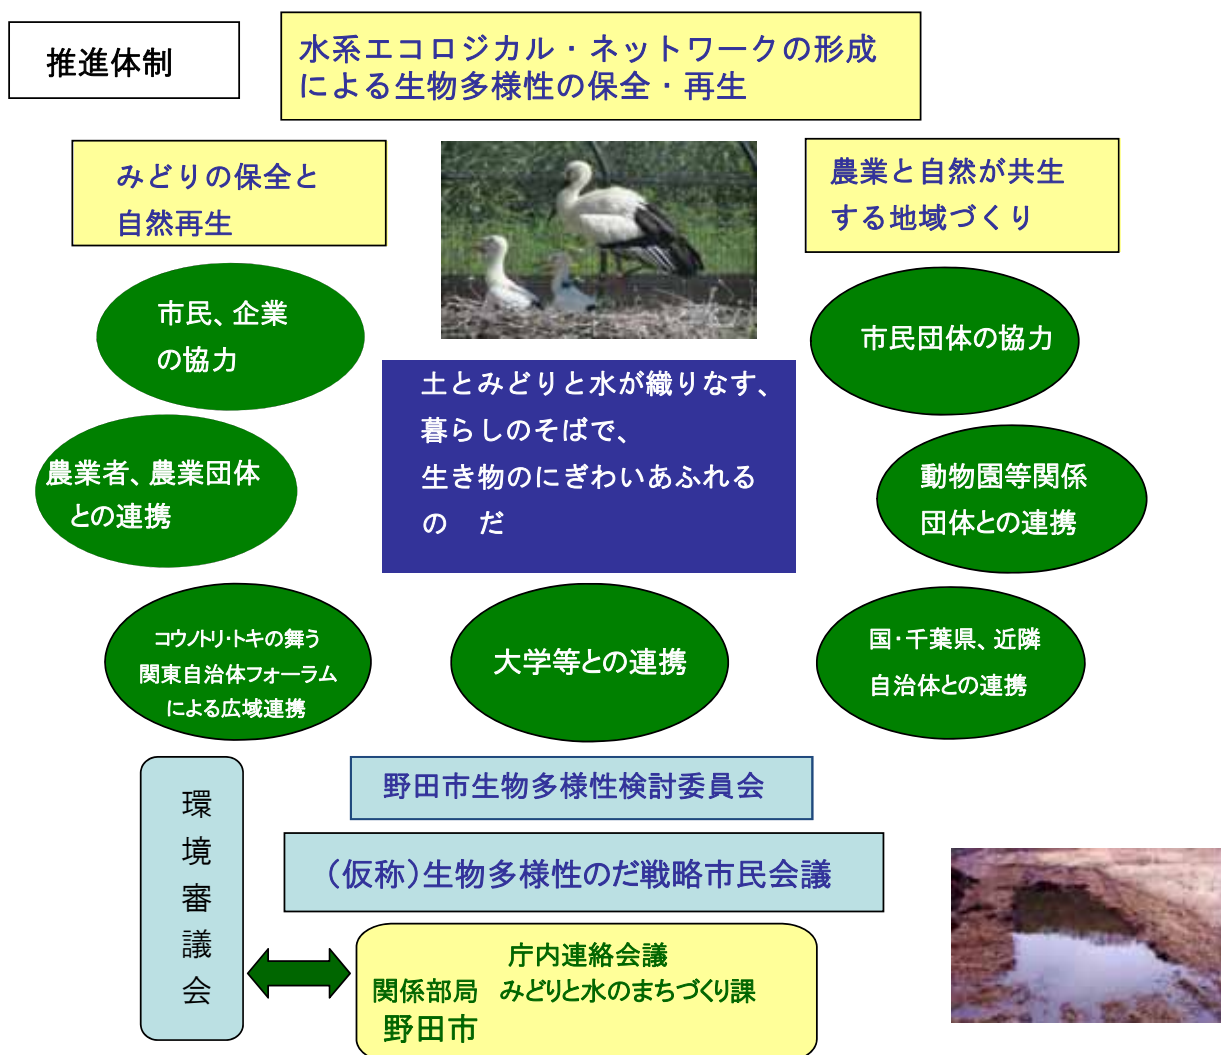 推進体制
水系エコロジカル・ネットワークの形成
による生物多様性の保全・再生
みどりの保全と
自然再生
農業と自然が共生
する地域づくり
市民、企業
の協力
市民団体の協力
土とみどりと水が織りなす、
暮らしのそばで、
生き物のにぎわいあふれる
の　だ
農業者、農業団体
との連携
動物園等関係
団体との連携
コウノトリ・トキの舞う
関東自治体フォーラム
による広域連携
大学等との連携
国・千葉県、近隣
自治体との連携
環境審議会
野田市生物多様性検討委員会
（仮称）生物多様性のだ戦略市民会議
庁内連絡会議
関係部局　みどりと水のまちづくり課
野田市